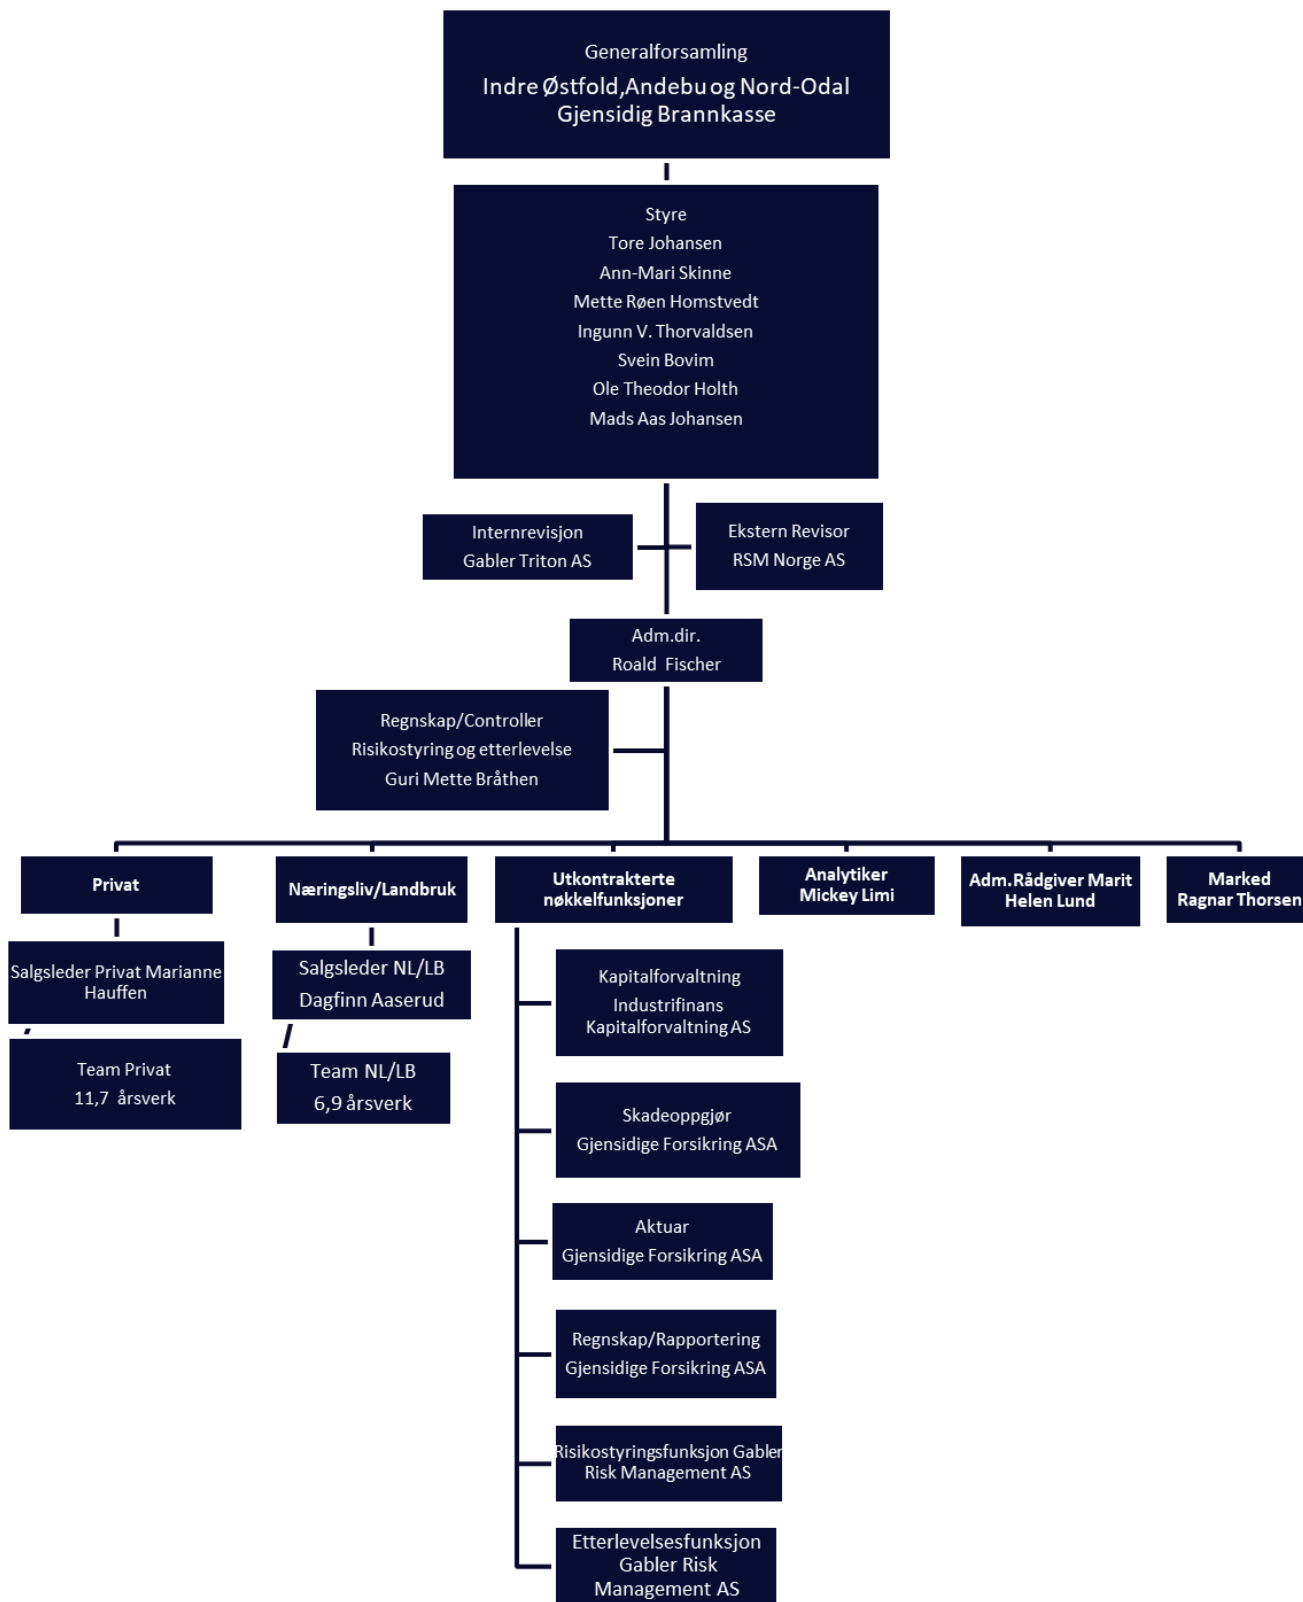 Generalforsamling
Indre Østfold,Andebu og Nord-Odal
Gjensidig Brannkasse
Styre
Tore Johansen
Ann-Mari Skinne
Mette Røen Homstvedt
Ingunn V. Thorvaldsen
Svein Bovim
Ole Theodor Holth
Mads Aas Johansen
Internrevisjon
Gabler Triton AS
Ekstern Revisor
RSM Norge AS
Adm.dir.
Roald Fischer
Regnskap/Controller
Risikostyring og etterlevelse
Guri Mette Bråthen
Privat
Næringsliv/Landbruk
Utkontrakterte
nøkkelfunksjoner
Analytiker
Mickey Limi
Adm.Rådgiver Marit
Helen Lund
Marked
Ragnar Thorsen
Salgsleder Privat Marianne
Hauffen
Team Privat
11,7 årsverk
Salgsleder NL/LB
Dagfinn Aaserud
Team NL/LB
6,9 årsverk
Kapitalforvaltning
Industrifinans
Kapitalforvaltning AS
Skadeoppgjør
Gjensidige Forsikring ASA
Aktuar
Gjensidige Forsikring ASA
Regnskap/Rapportering
Gjensidige Forsikring ASA
Risikostyringsfunksjon Gabler
Risk Management AS
Etterlevelsesfunksjon
Gabler Risk
Management AS